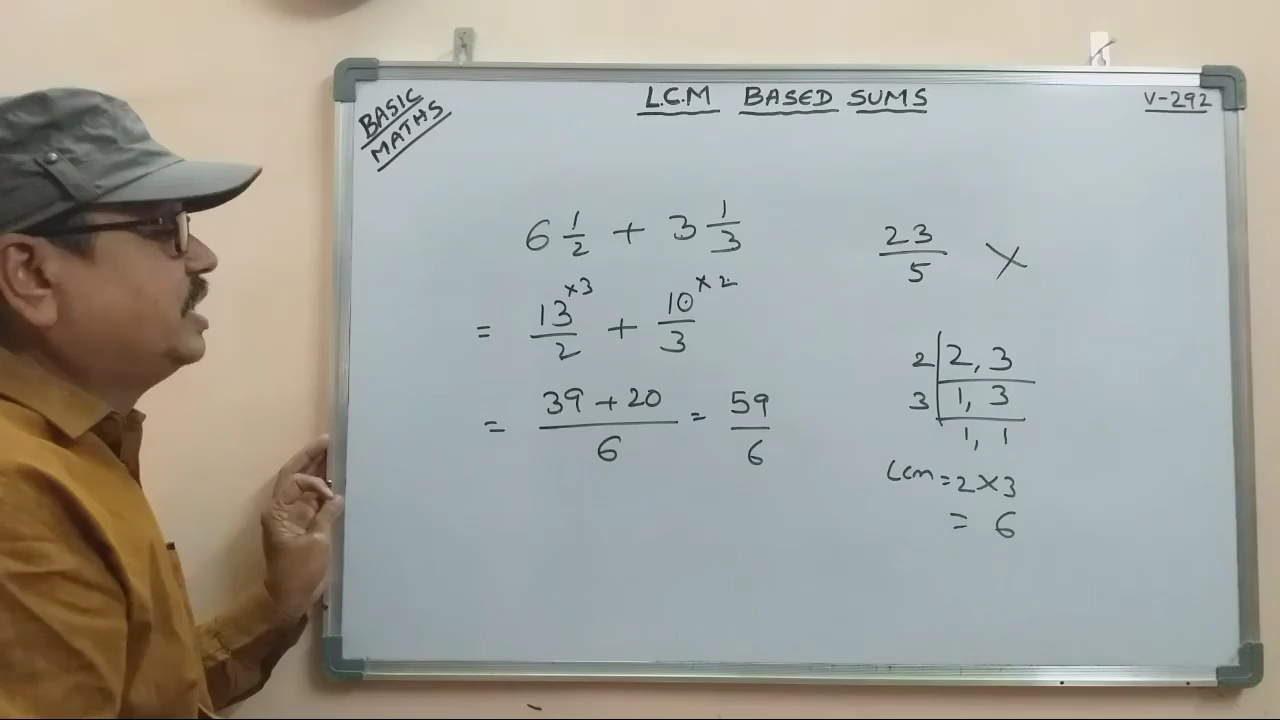 BASIC
MATHS
L.C.M BASED SUMS
V-292
6 1/2 + 3 1/3
= 13×3/2 + 10×2/3
= 39+20/6 = 59/6
23/5 ×
2 | 2, 3
3 | 1, 3
1, 1
Lcm = 2×3
= 6